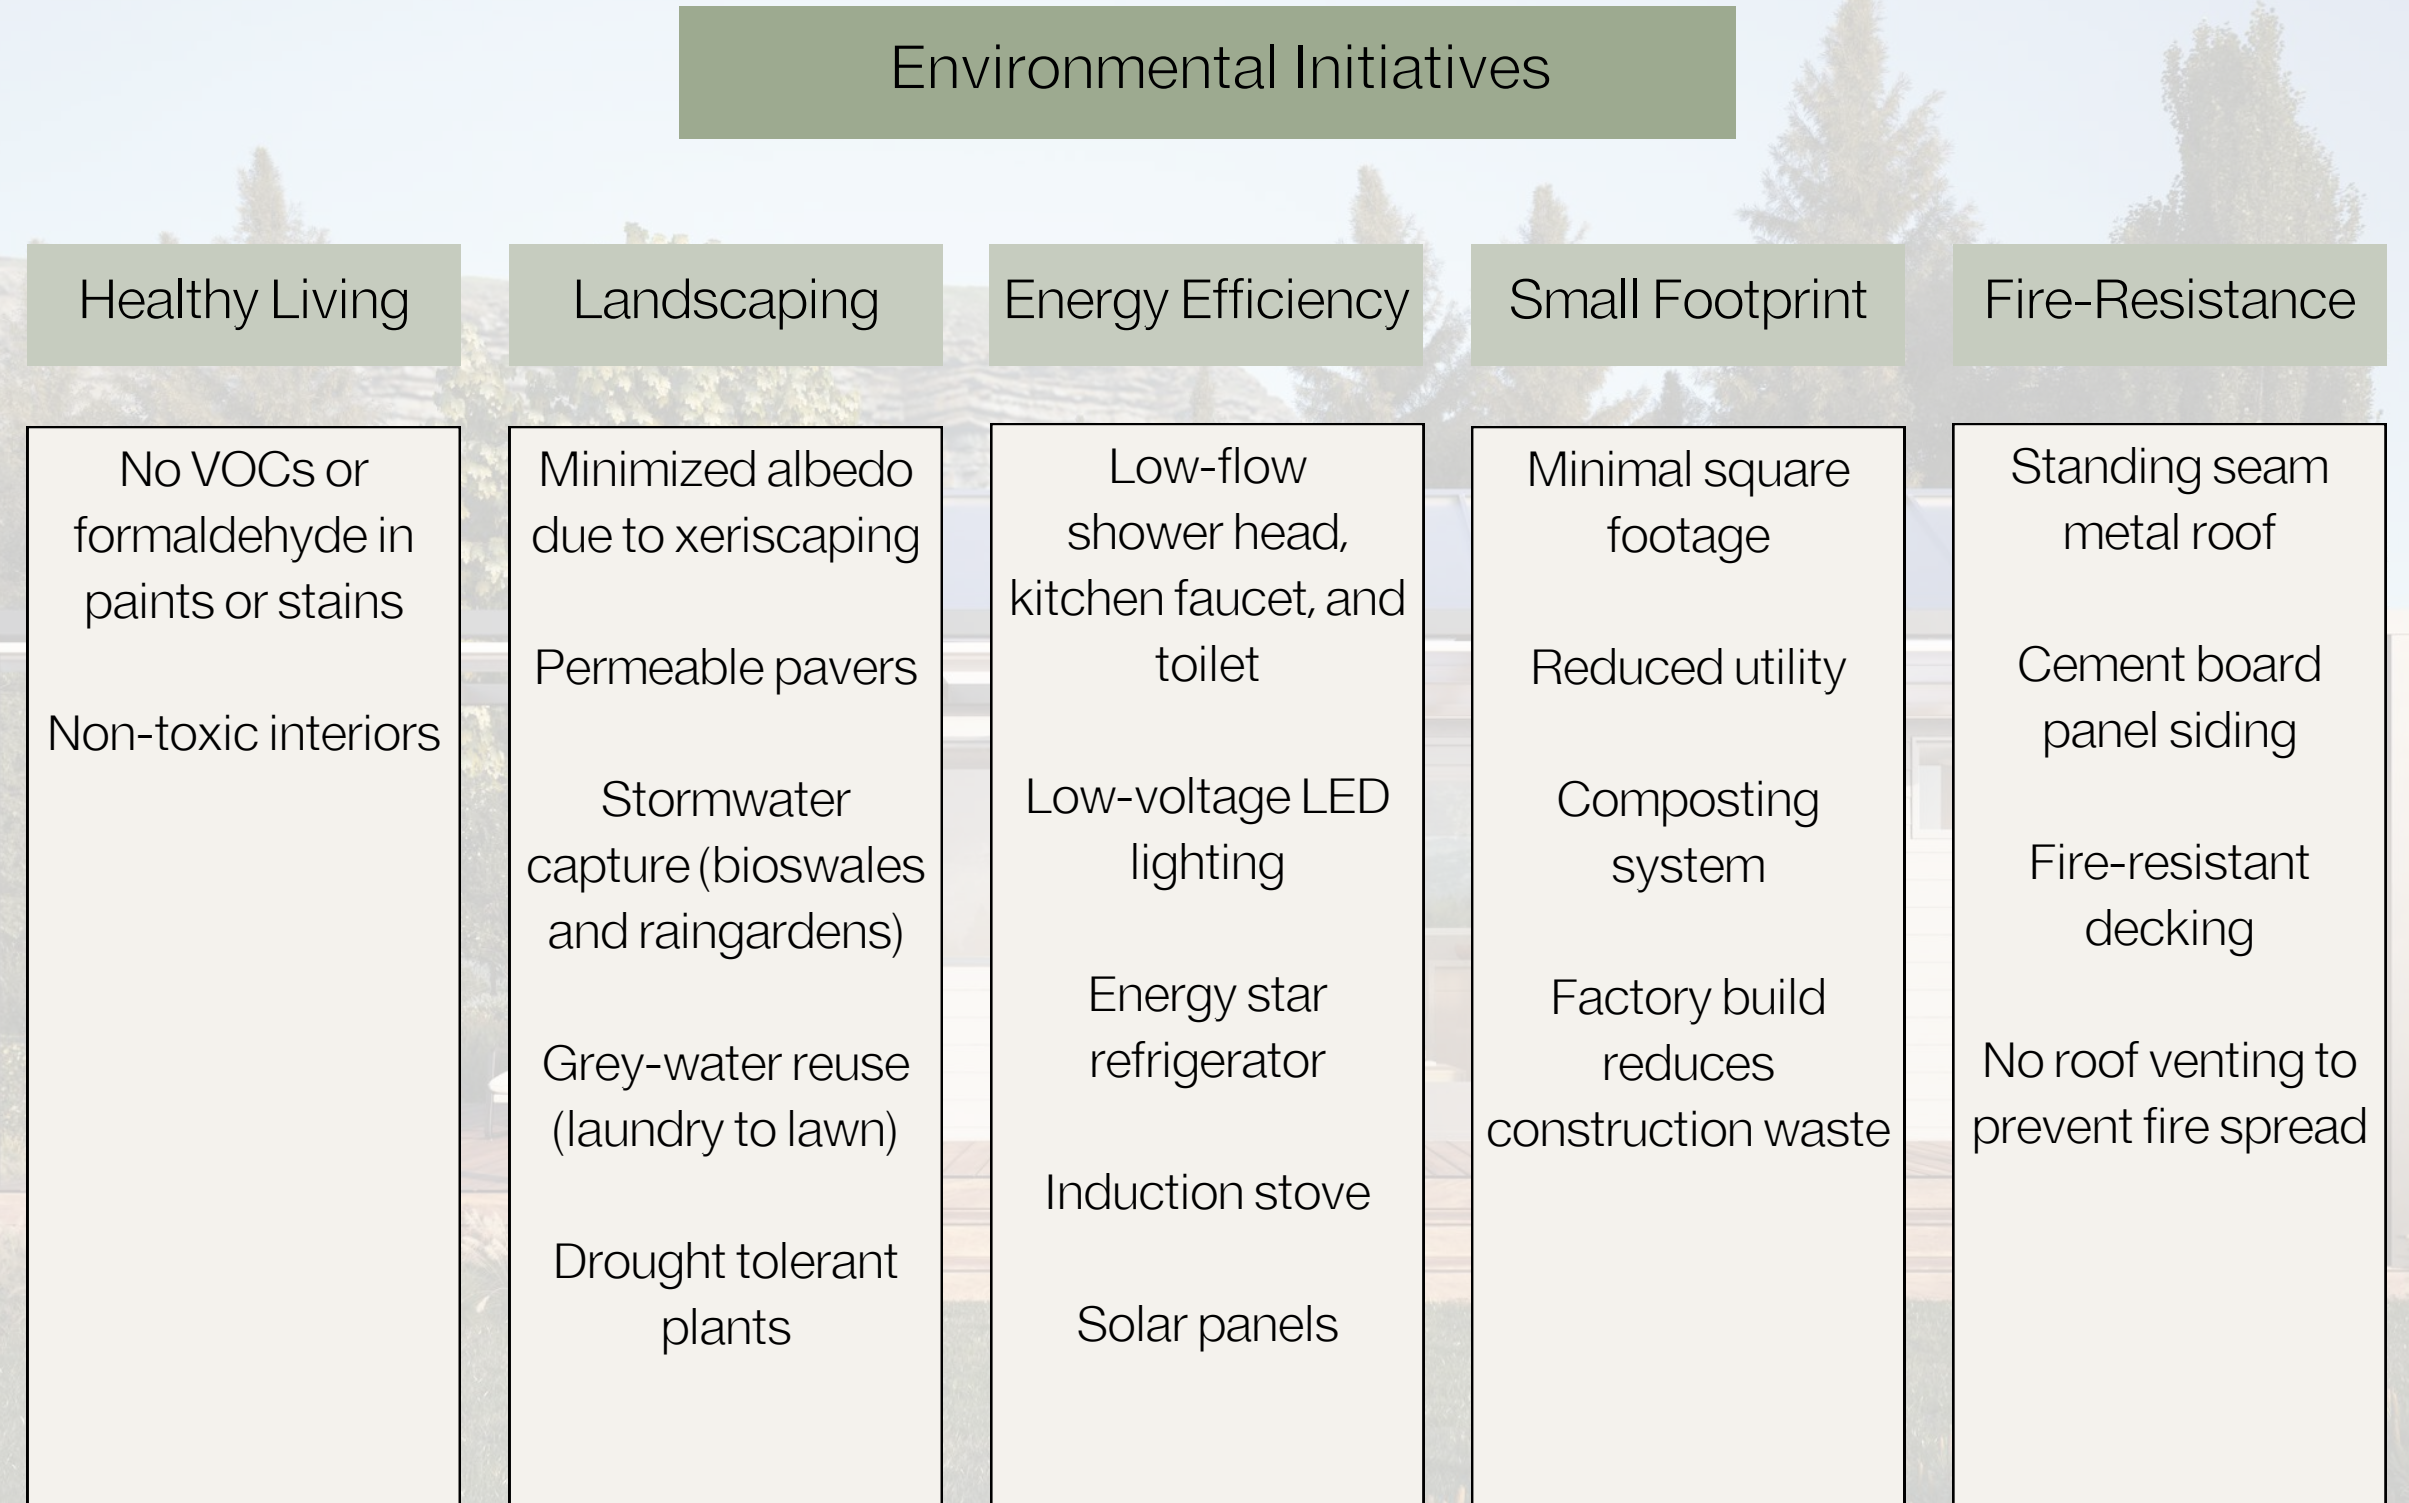 Environmental Initiatives
Healthy Living
No VOCs or
formaldehyde in
paints or stains
Non-toxic interiors
Landscaping
Minimized albedo
due to xeriscaping
Permeable pavers
Stormwater
capture (bioswales
and raingardens)
Grey-water reuse
(laundry to lawn)
Drought tolerant
plants
Energy Efficiency
Low-flow
shower head,
kitchen faucet, and
toilet
Low-voltage LED
lighting
Energy star
refrigerator
Induction stove
Solar panels
Small Footprint
Minimal square
footage
Reduced utility
Composting
system
Factory build
reduces
construction waste
Fire-Resistance
Standing seam
metal roof
Cement board
panel siding
Fire-resistant
decking
No roof venting to
prevent fire spread